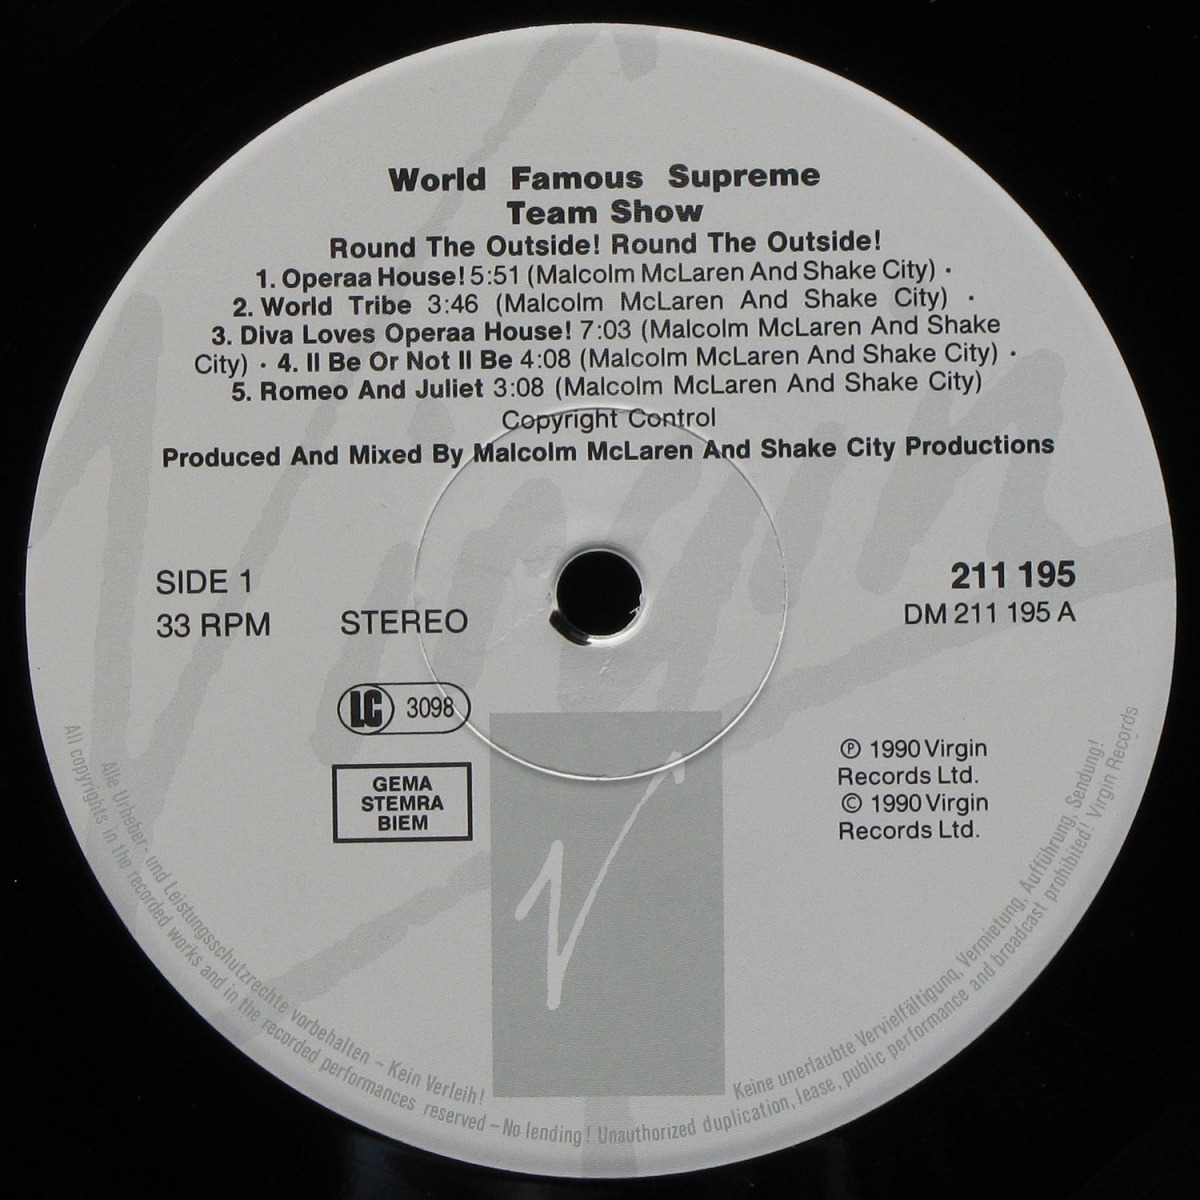 World Famous Supreme
Team Show
Round The Outside! Round The Outside!
1. Operaa House! 5:51 (Malcolm McLaren And Shake City) ·
2. World Tribe 3:46 (Malcolm McLaren And Shake City) ·
3. Diva Loves Operaa House! 7:03 (Malcolm McLaren And Shake
City) · 4. Il Be Or Not Il Be 4:08 (Malcolm McLaren And Shake City) ·
5. Romeo And Juliet 3:08 (Malcolm McLaren And Shake City)
Copyright Control
Produced And Mixed By Malcolm McLaren And Shake City Productions
SIDE 1
33 RPM
STEREO
211 195
DM 211 195 A
LC 3098
GEMA
STEMRA
BIEM
℗ 1990 Virgin
Records Ltd.
© 1990 Virgin
Records Ltd.
Virgin
Alle Urheber- und Leistungsschutzrechte vorbehalten – Kein Verleih! Keine unerlaubte Vervielfältigung, Vermietung, Aufführung, Sendung!
All copyrights in the recorded works and in the recorded performances reserved – No lending! Unauthorized duplication, lease, public performance and broadcast prohibited! Virgin Records